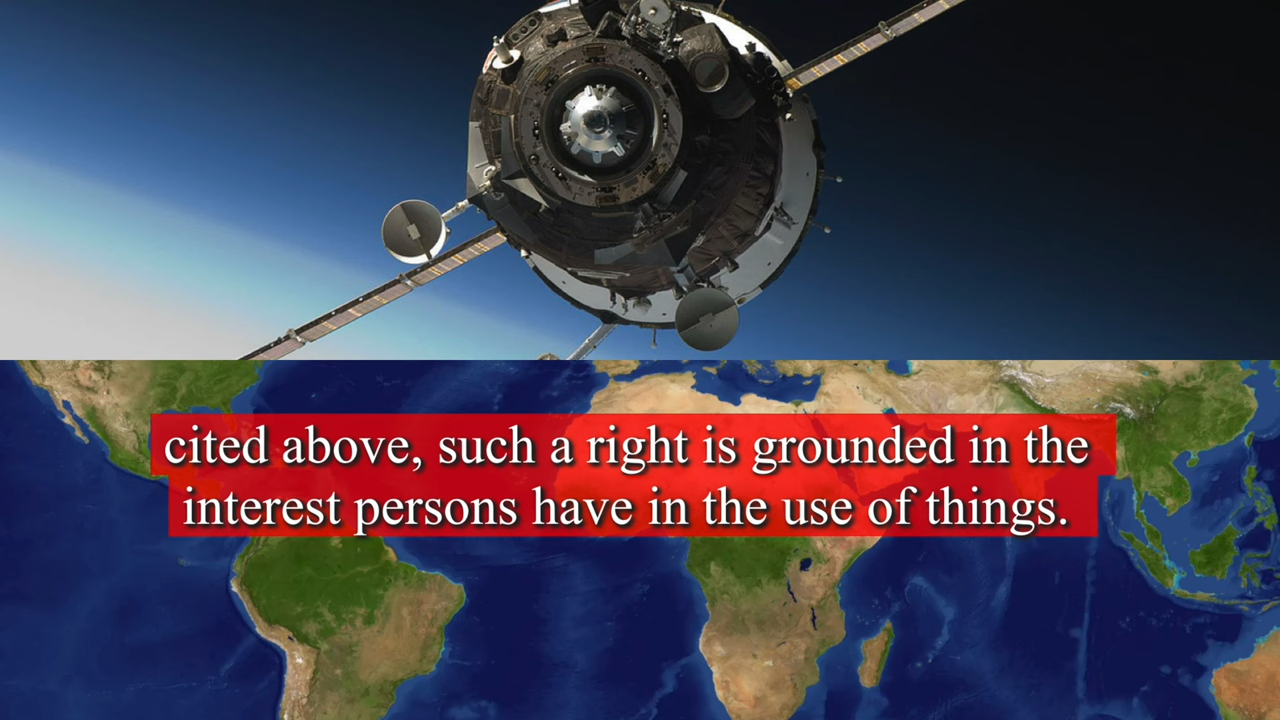 cited above, such a right is grounded in the
interest persons have in the use of things.